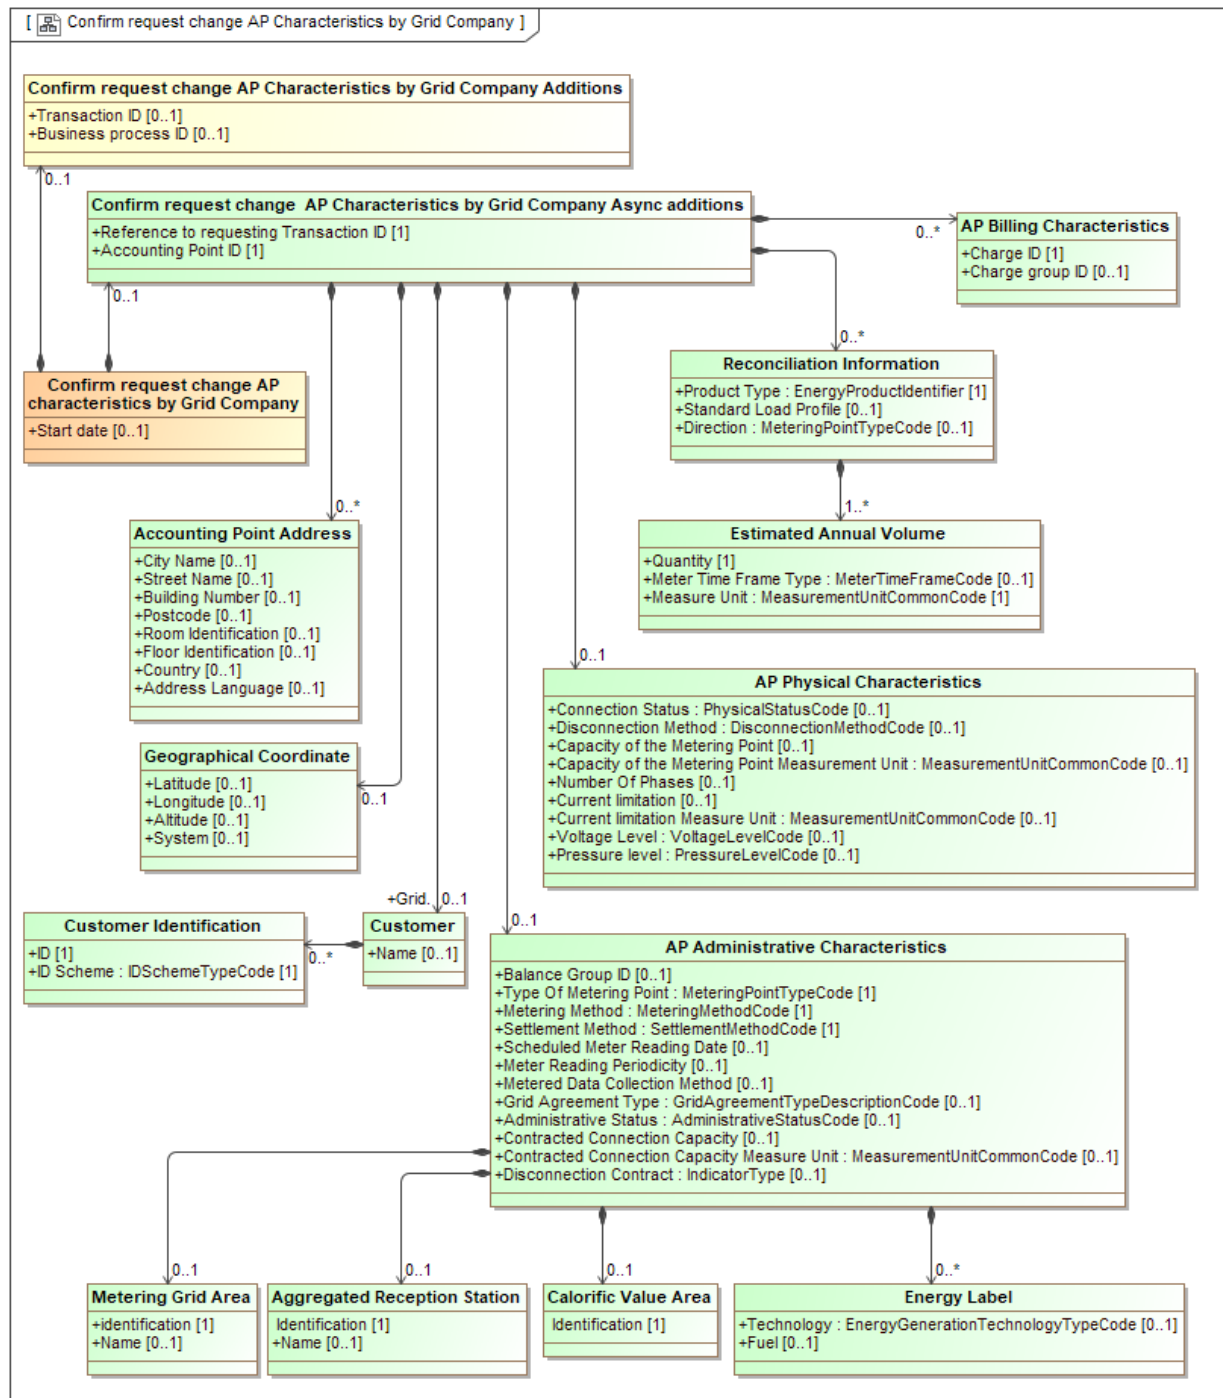 [ Confirm request change AP Characteristics by Grid Company ]
Confirm request change AP Characteristics by Grid Company Additions
+Transaction ID [0..1]
+Business process ID [0..1]
0..1
Confirm request change  AP Characteristics by Grid Company Async additions
+Reference to requesting Transaction ID [1]
+Accounting Point ID [1]
0..*
AP Billing Characteristics
+Charge ID [1]
+Charge group ID [0..1]
0..1
0..*
Confirm request change AP
characteristics by Grid Company
+Start date [0..1]
Reconciliation Information
+Product Type : EnergyProductIdentifier [1]
+Standard Load Profile [0..1]
+Direction : MeteringPointTypeCode [0..1]
0..*
1..*
Accounting Point Address
+City Name [0..1]
+Street Name [0..1]
+Building Number [0..1]
+Postcode [0..1]
+Room Identification [0..1]
+Floor Identification [0..1]
+Country [0..1]
+Address Language [0..1]
Estimated Annual Volume
+Quantity [1]
+Meter Time Frame Type : MeterTimeFrameCode [0..1]
+Measure Unit : MeasurementUnitCommonCode [1]
0..1
AP Physical Characteristics
+Connection Status : PhysicalStatusCode [0..1]
+Disconnection Method : DisconnectionMethodCode [0..1]
+Capacity of the Metering Point [0..1]
+Capacity of the Metering Point Measurement Unit : MeasurementUnitCommonCode [0..1]
+Number Of Phases [0..1]
+Current limitation [0..1]
+Current limitation Measure Unit : MeasurementUnitCommonCode [0..1]
+Voltage Level : VoltageLevelCode [0..1]
+Pressure level : PressureLevelCode [0..1]
Geographical Coordinate
+Latitude [0..1]
+Longitude [0..1]
+Altitude [0..1]
+System [0..1]
0..1
+Grid. 0..1
0..1
Customer Identification
+ID [1]
+ID Scheme : IDSchemeTypeCode [1]
0..*
Customer
+Name [0..1]
AP Administrative Characteristics
+Balance Group ID [0..1]
+Type Of Metering Point : MeteringPointTypeCode [1]
+Metering Method : MeteringMethodCode [1]
+Settlement Method : SettlementMethodCode [1]
+Scheduled Meter Reading Date [0..1]
+Meter Reading Periodicity [0..1]
+Metered Data Collection Method [0..1]
+Grid Agreement Type : GridAgreementTypeDescriptionCode [0..1]
+Administrative Status : AdministrativeStatusCode [0..1]
+Contracted Connection Capacity [0..1]
+Contracted Connection Capacity Measure Unit : MeasurementUnitCommonCode [0..1]
+Disconnection Contract : IndicatorType [0..1]
0..1
0..1
0..1
0..*
Metering Grid Area
+identification [1]
+Name [0..1]
Aggregated Reception Station
Identification [1]
+Name [0..1]
Calorific Value Area
Identification [1]
Energy Label
+Technology : EnergyGenerationTechnologyTypeCode [0..1]
+Fuel [0..1]